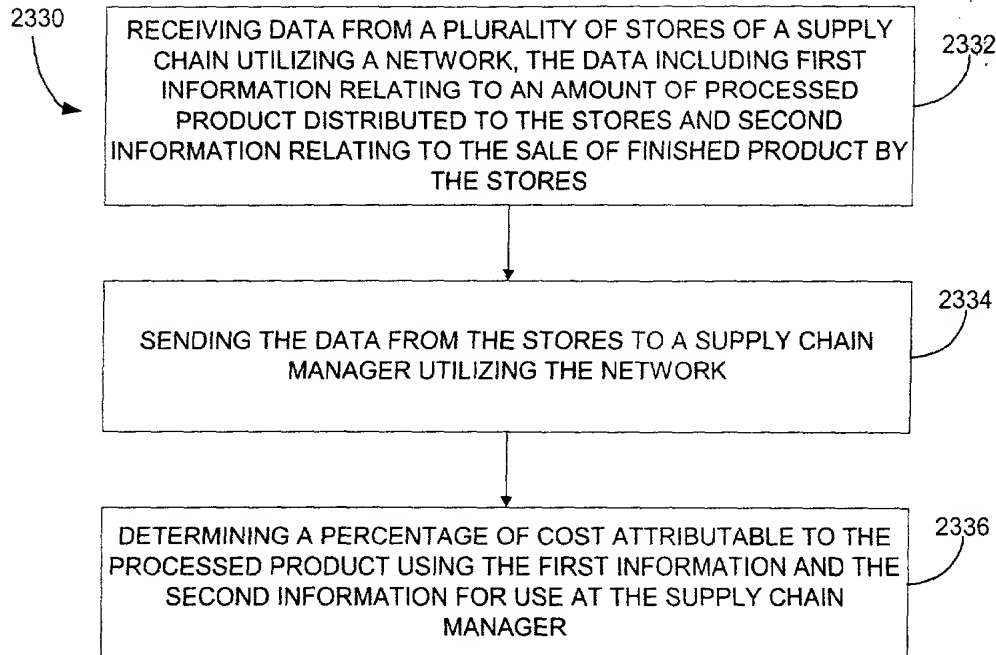 2330
RECEIVING DATA FROM A PLURALITY OF STORES OF A SUPPLY
CHAIN UTILIZING A NETWORK, THE DATA INCLUDING FIRST
INFORMATION RELATING TO AN AMOUNT OF PROCESSED
PRODUCT DISTRIBUTED TO THE STORES AND SECOND
INFORMATION RELATING TO THE SALE OF FINISHED PRODUCT BY
THE STORES
2332
SENDING THE DATA FROM THE STORES TO A SUPPLY CHAIN
MANAGER UTILIZING THE NETWORK
2334
DETERMINING A PERCENTAGE OF COST ATTRIBUTABLE TO THE
PROCESSED PRODUCT USING THE FIRST INFORMATION AND THE
SECOND INFORMATION FOR USE AT THE SUPPLY CHAIN
MANAGER
2336